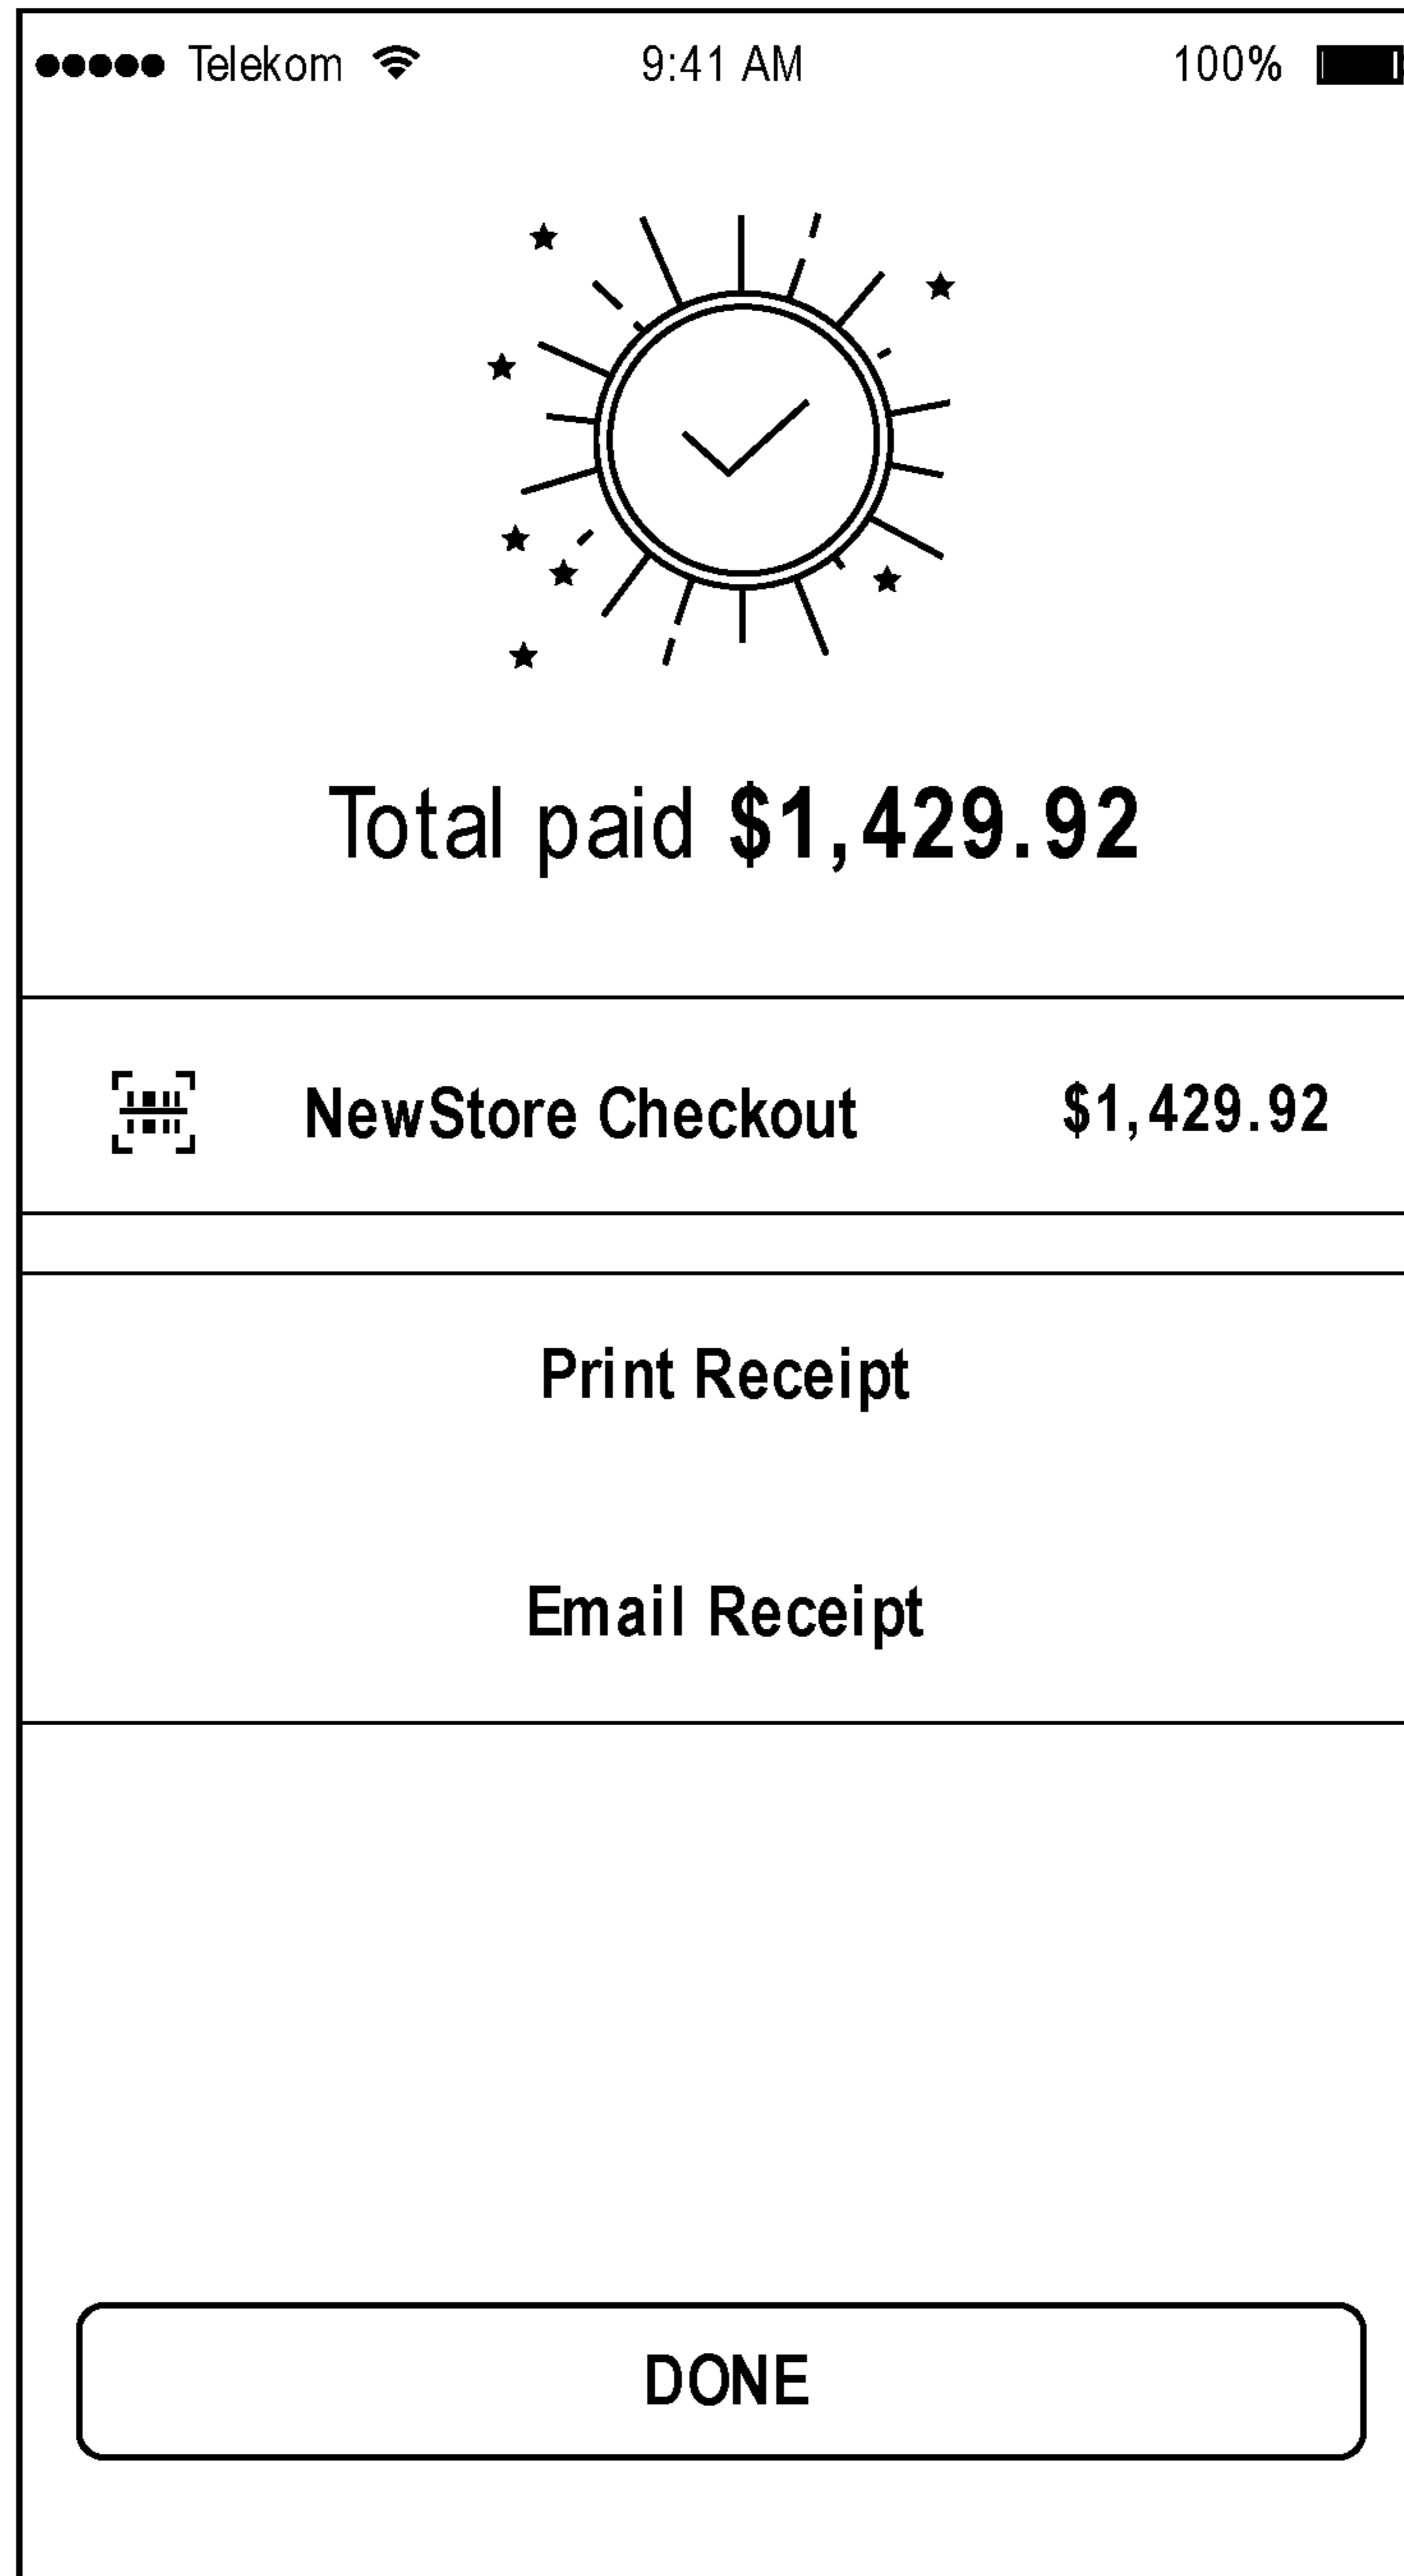 Telekom 9:41 AM 100%
Total paid $1,429.92
NewStore Checkout $1,429.92
Print Receipt
Email Receipt
DONE